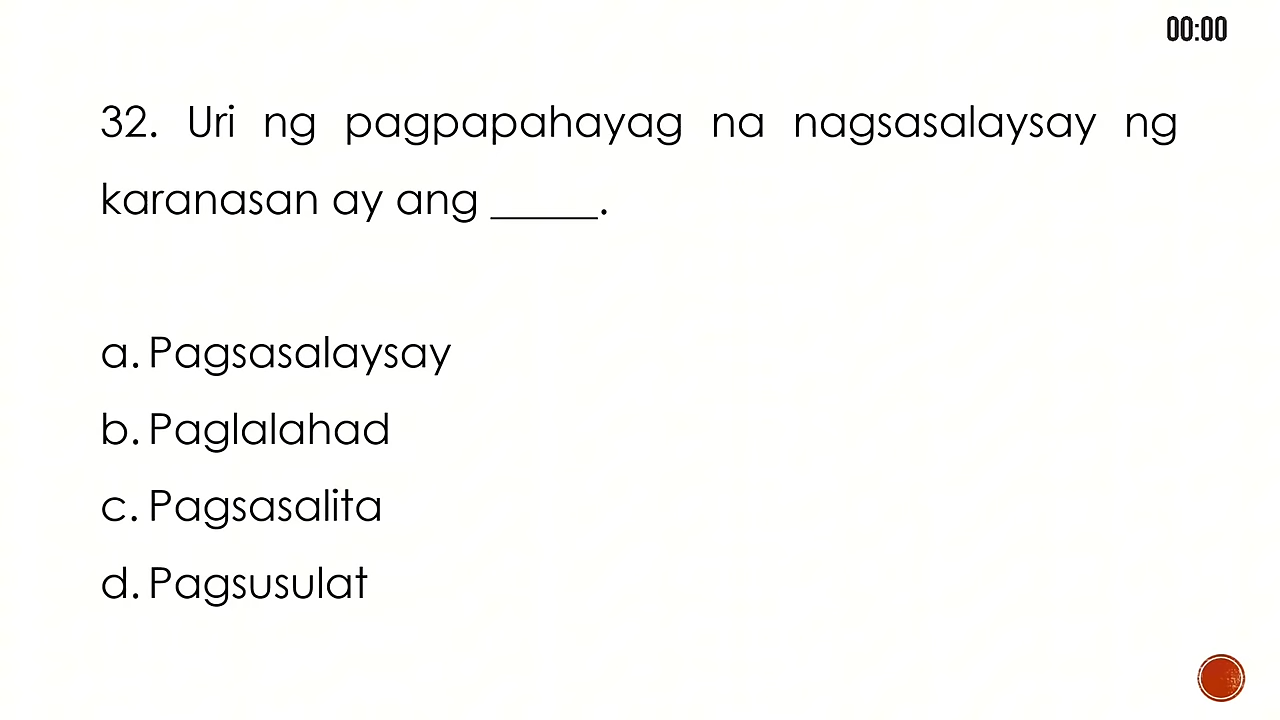 00:00
32. Uri ng pagpapahayag na nagsasalaysay ng
karanasan ay ang _____.
a. Pagsasalaysay
b. Paglalahad
c. Pagsasalita
d. Pagsusulat